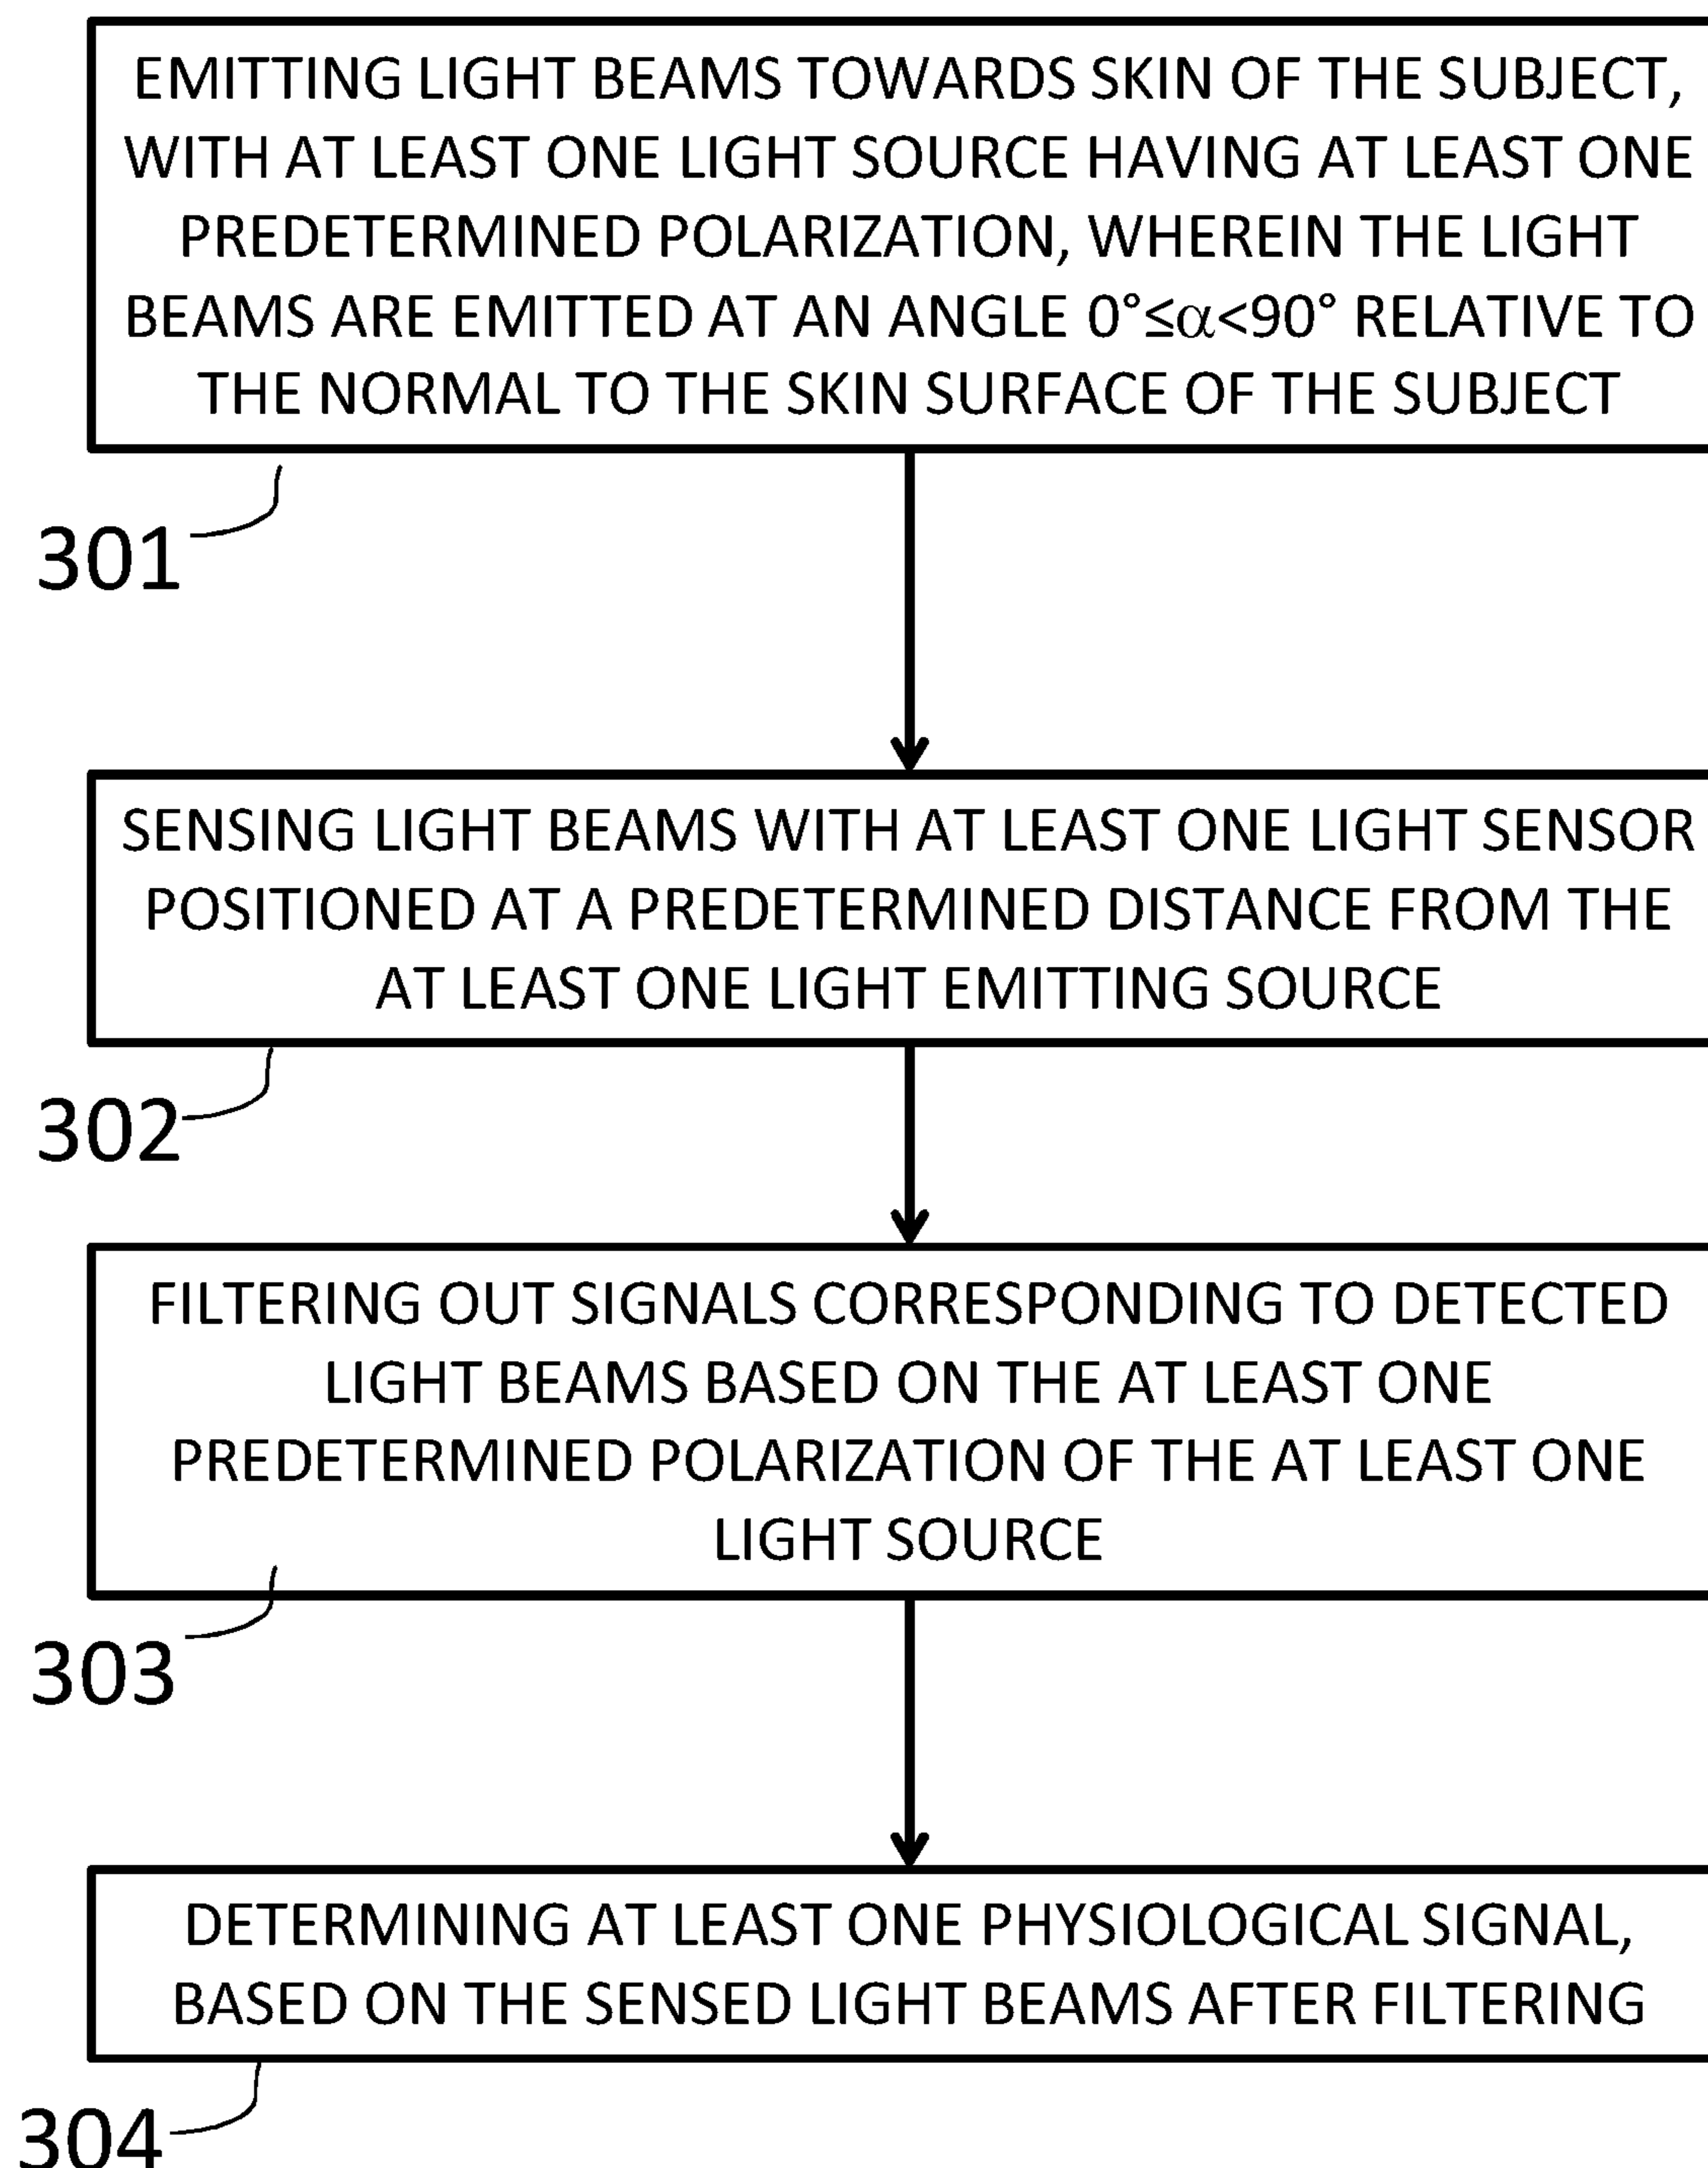 EMITTING LIGHT BEAMS TOWARDS SKIN OF THE SUBJECT,
WITH AT LEAST ONE LIGHT SOURCE HAVING AT LEAST ONE
PREDETERMINED POLARIZATION, WHEREIN THE LIGHT
BEAMS ARE EMITTED AT AN ANGLE 0°≤α<90° RELATIVE TO
THE NORMAL TO THE SKIN SURFACE OF THE SUBJECT
301
SENSING LIGHT BEAMS WITH AT LEAST ONE LIGHT SENSOR
POSITIONED AT A PREDETERMINED DISTANCE FROM THE
AT LEAST ONE LIGHT EMITTING SOURCE
302
FILTERING OUT SIGNALS CORRESPONDING TO DETECTED
LIGHT BEAMS BASED ON THE AT LEAST ONE
PREDETERMINED POLARIZATION OF THE AT LEAST ONE
LIGHT SOURCE
303
DETERMINING AT LEAST ONE PHYSIOLOGICAL SIGNAL,
BASED ON THE SENSED LIGHT BEAMS AFTER FILTERING
304